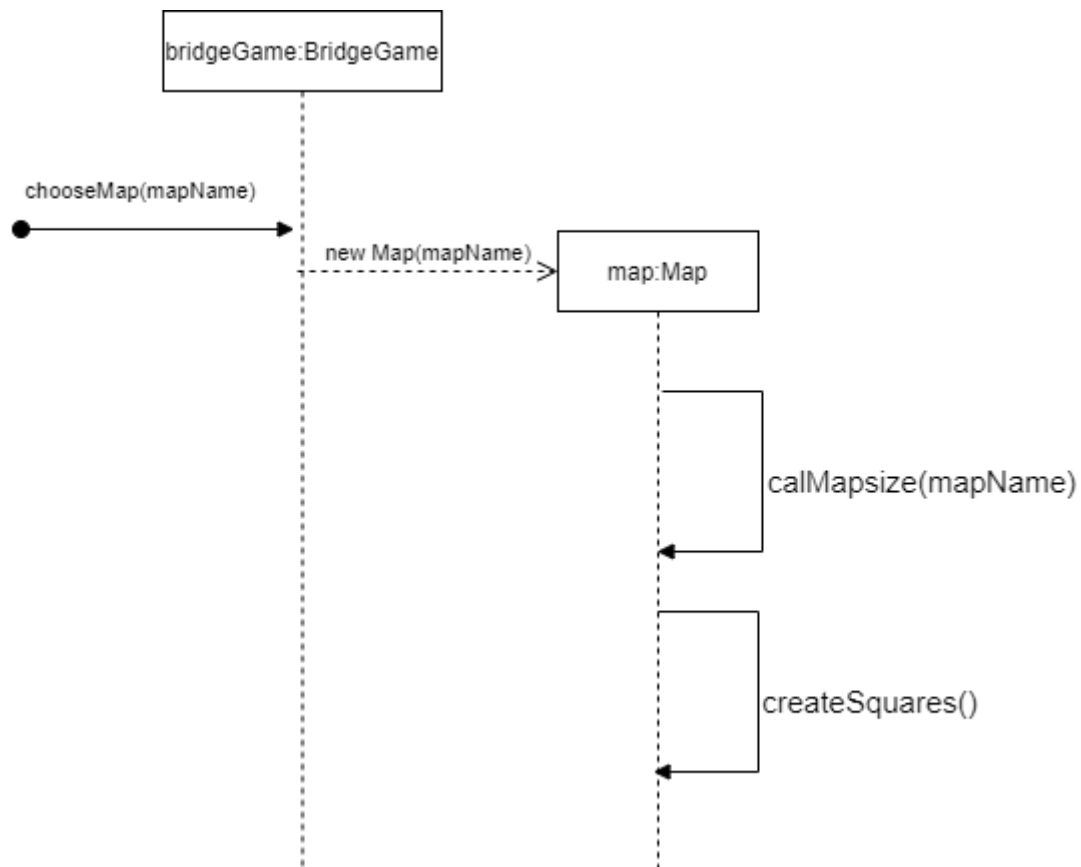 bridgeGame:BridgeGame
chooseMap(mapName)
new Map(mapName)
map:Map
calMapsize(mapName)
createSquares()